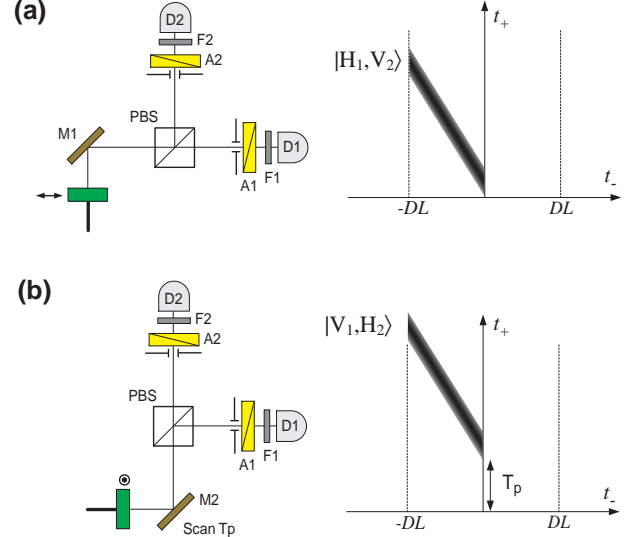 (a)
D2
F2
A2
PBS
M1
D1
F1
A1
t+
|H1,V2⟩
t-
-DL
DL
(b)
D2
F2
A2
PBS
D1
F1
A1
M2
Scan Tp
t+
|V1,H2⟩
Tp
t-
-DL
DL